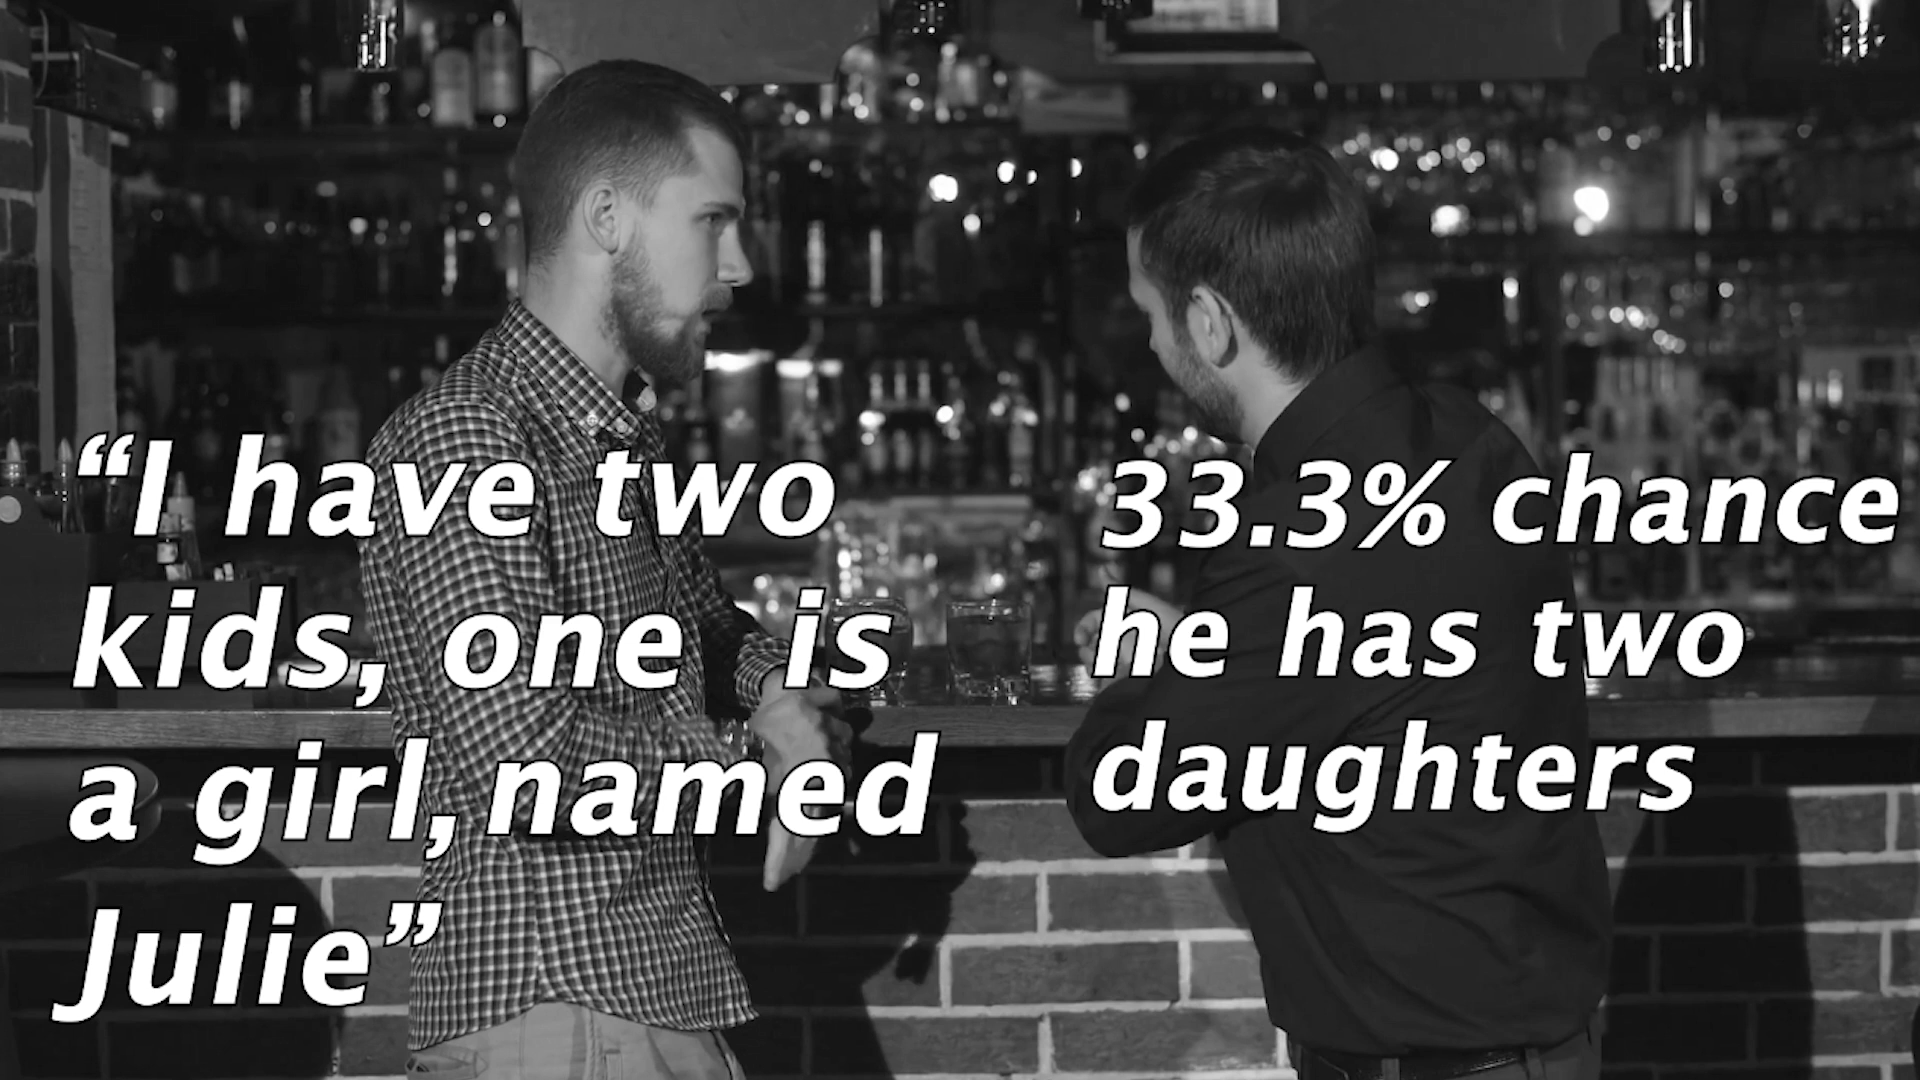 “I have two
kids, one is
a girl, named
Julie”
33.3% chance
he has two
daughters